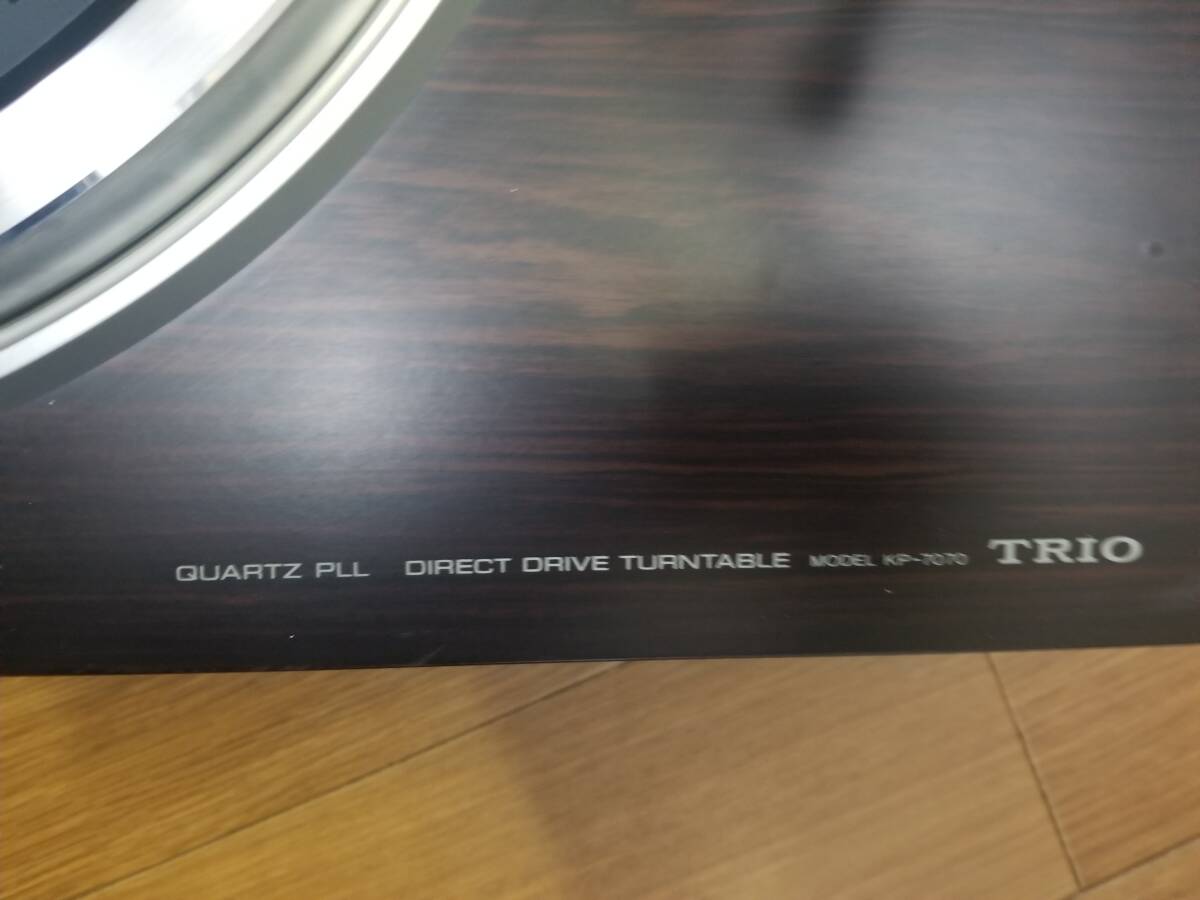 QUARTZ PLL DIRECT DRIVE TURNTABLE MODEL KP-7070 TRIO